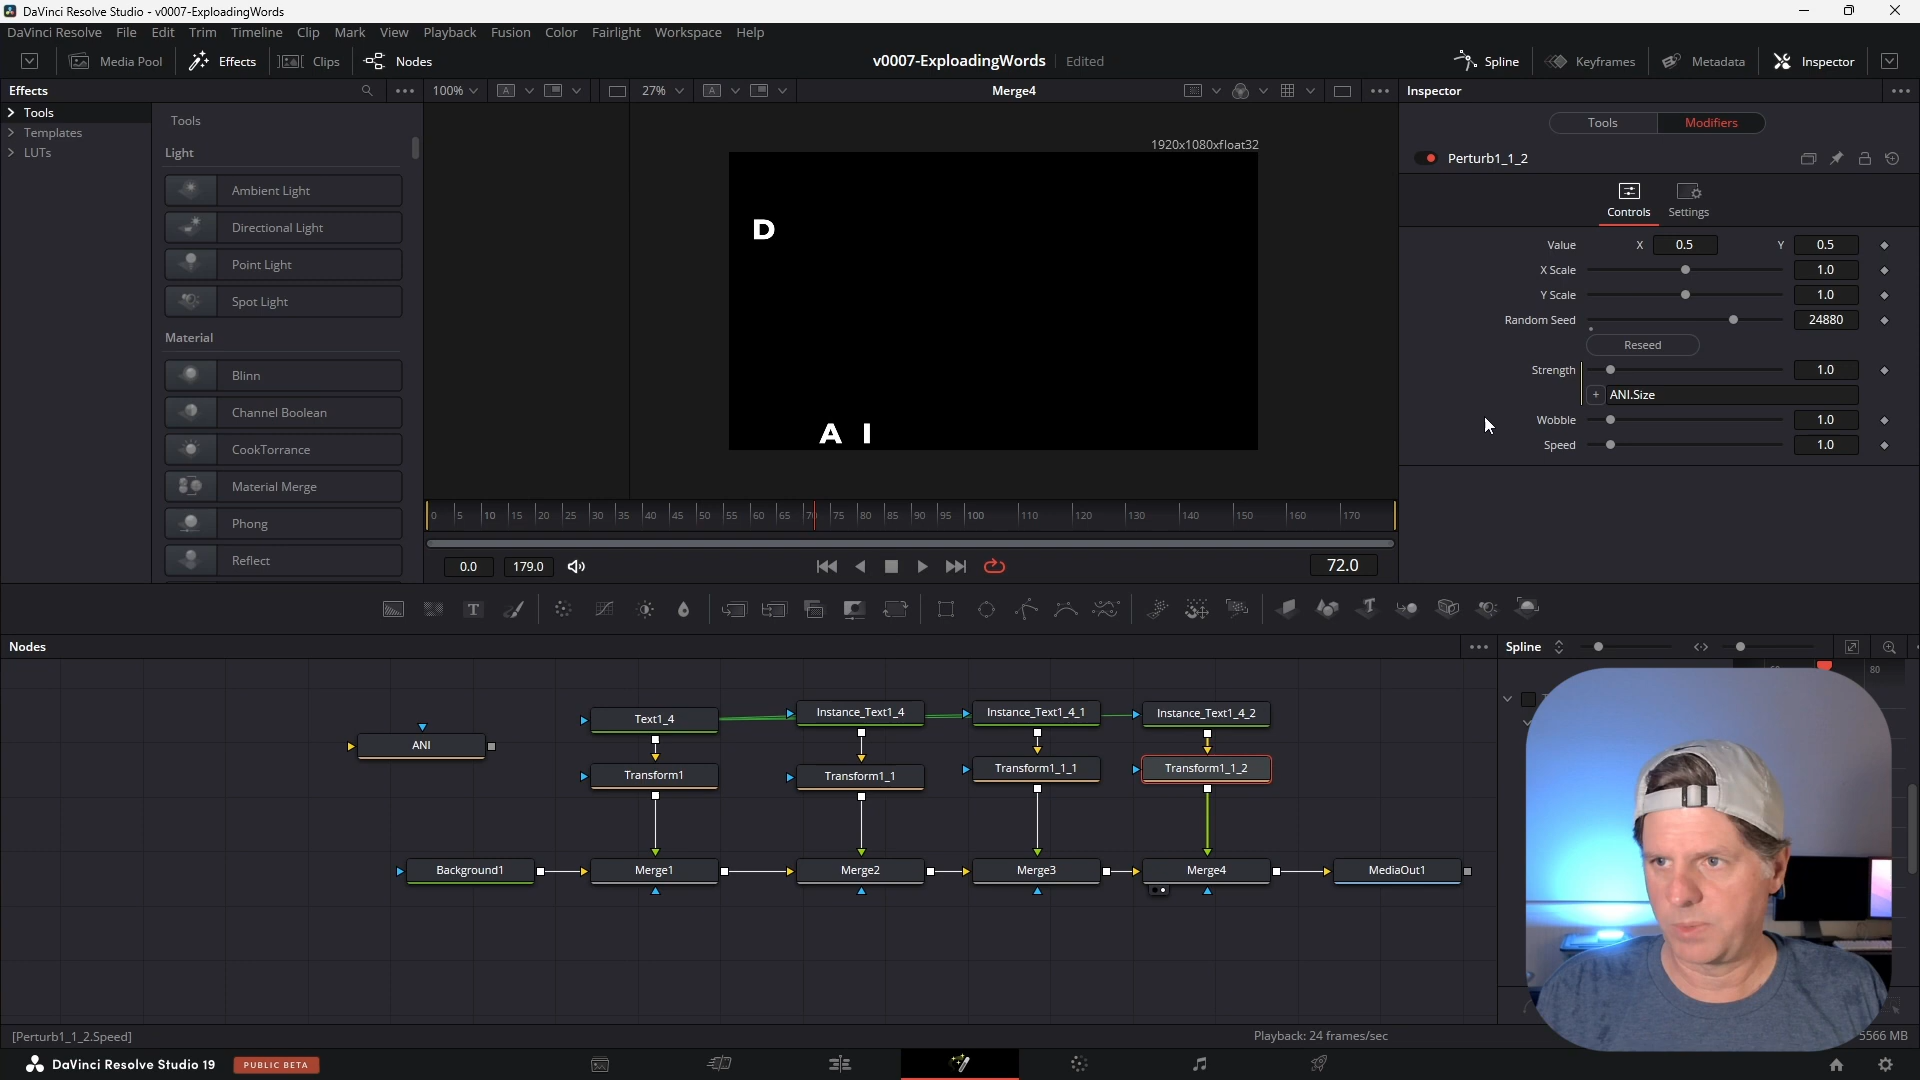 DaVinci Resolve Studio - v0007-ExploadingWords
DaVinci Resolve File Edit Trim Timeline Clip Mark View Playback Fusion Color Fairlight Workspace Help
Media Pool Effects Clips Nodes v0007-ExploadingWords Edited Spline Keyframes Metadata Inspector
Effects 100% 27% Merge4 Inspector
Tools
Templates
LUTs
Tools
Light
Ambient Light
Directional Light
Point Light
Spot Light
Material
Blinn
Channel Boolean
CookTorrance
Material Merge
Phong
Reflect
1920x1080xfloat32
D
A I
0 5 10 15 20 25 30 35 40 45 50 55 60 65 70 75 80 85 90 95 100 110 120 130 140 150 160 170
0.0 179.0 72.0
Tools Modifiers
Perturb1_1_2
Controls Settings
Value X 0.5 Y 0.5
X Scale 1.0
Y Scale 1.0
Random Seed 24880
Reseed
Strength 1.0
+ ANI.Size
Wobble 1.0
Speed 1.0
Nodes
Spline
80
ANI
Text1_4 Instance_Text1_4 Instance_Text1_4_1 Instance_Text1_4_2
Transform1 Transform1_1 Transform1_1_1 Transform1_1_2
Background1 Merge1 Merge2 Merge3 Merge4 MediaOut1
[Perturb1_1_2.Speed] Playback: 24 frames/sec 5566 MB
DaVinci Resolve Studio 19 PUBLIC BETA